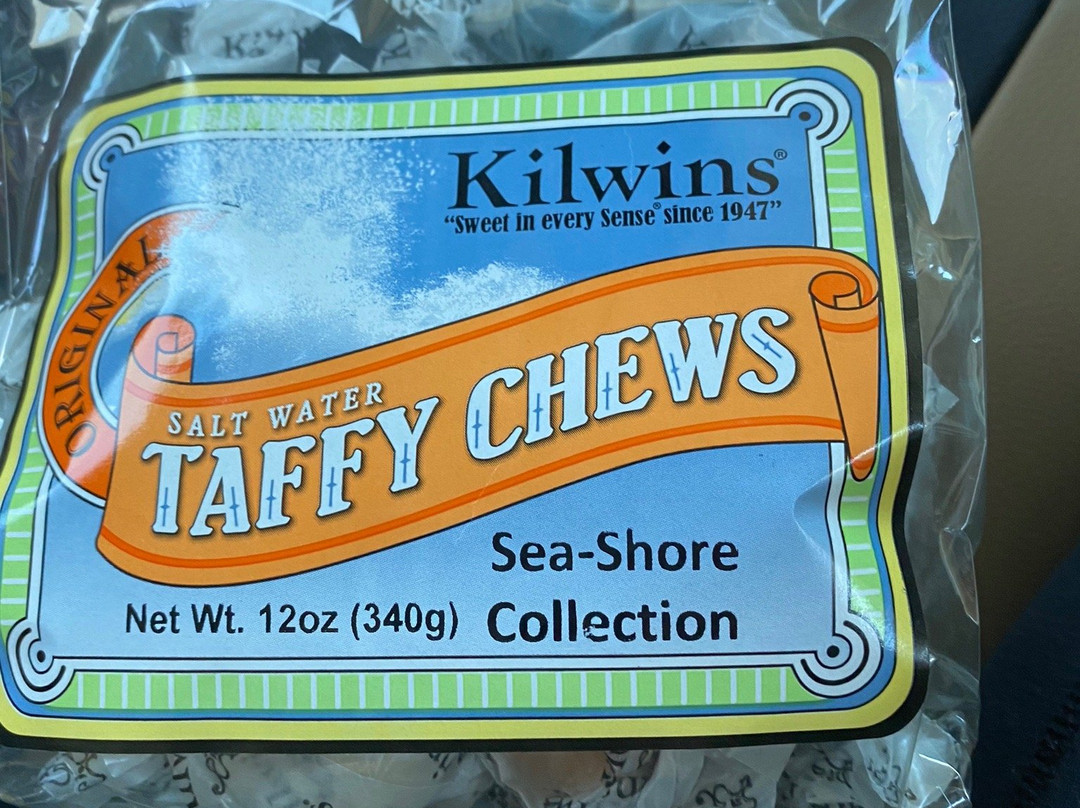 Kilwins®
“Sweet in every Sense® since 1947”
ORIGINAL
SALT WATER
TAFFY CHEWS
Sea-Shore
Collection
Net Wt. 12oz (340g)